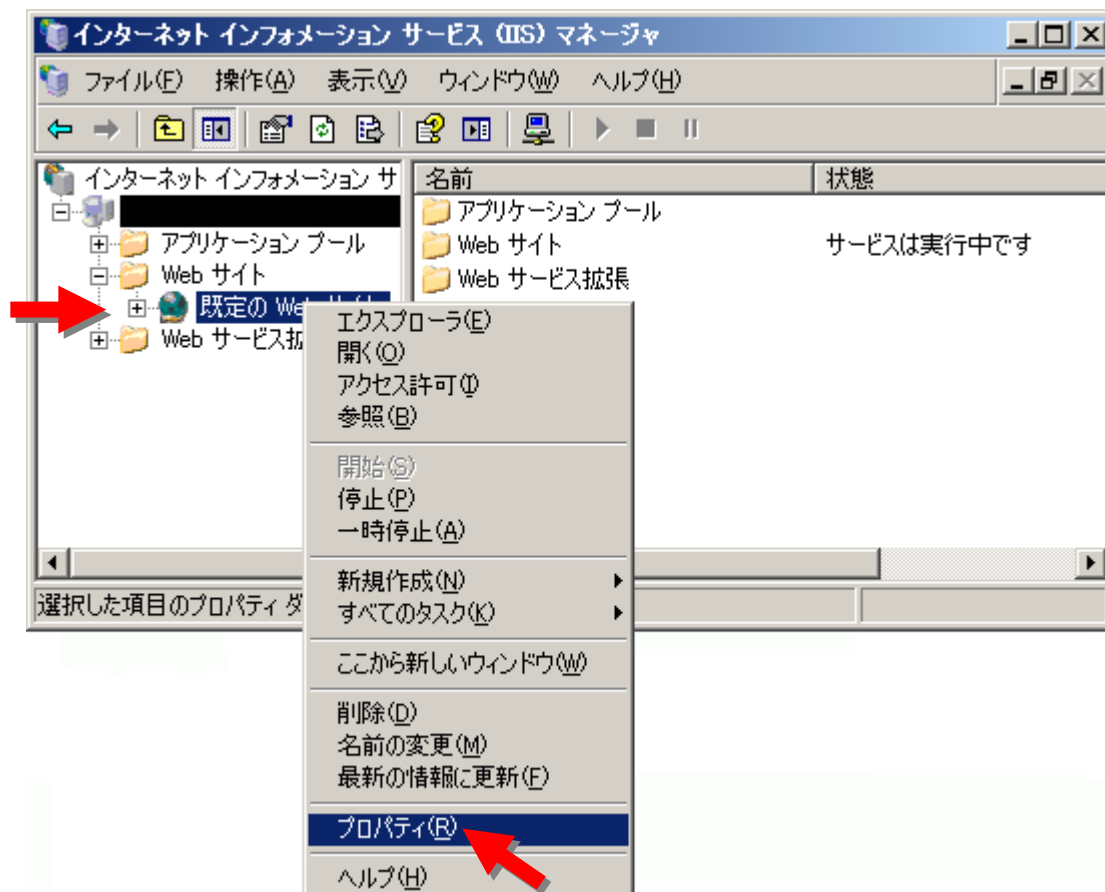 インターネット インフォメーション サービス (IIS) マネージャ
ファイル(F) 操作(A) 表示(V) ウィンドウ(W) ヘルプ(H)
インターネット インフォメーション サ
アプリケーション プール
Web サイト
既定の We
Web サービス拡
名前 状態
アプリケーション プール
Web サイト サービスは実行中です
Web サービス拡張
エクスプローラ(E)
開く(O)
アクセス許可(I)
参照(B)
開始(S)
停止(P)
一時停止(A)
新規作成(N)
すべてのタスク(K)
ここから新しいウィンドウ(W)
削除(D)
名前の変更(M)
最新の情報に更新(F)
プロパティ(R)
ヘルプ(H)
選択した項目のプロパティ ダ